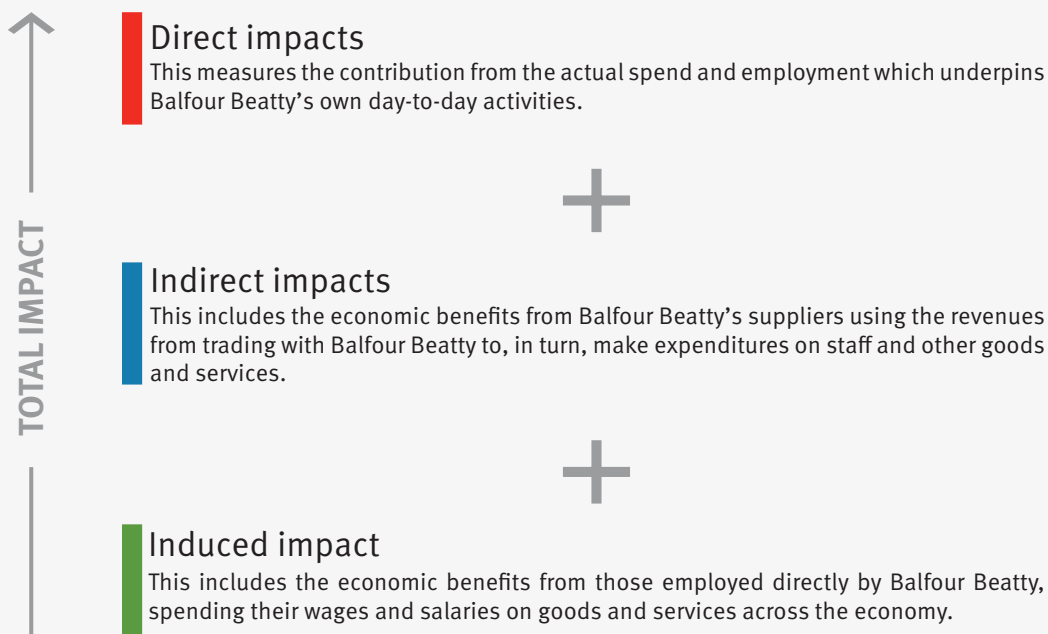 Direct impacts
This measures the contribution from the actual spend and employment which underpins
Balfour Beatty’s own day-to-day activities.
+
Indirect impacts
This includes the economic benefits from Balfour Beatty’s suppliers using the revenues
from trading with Balfour Beatty to, in turn, make expenditures on staff and other goods
and services.
+
Induced impact
This includes the economic benefits from those employed directly by Balfour Beatty,
spending their wages and salaries on goods and services across the economy.
TOTAL IMPACT